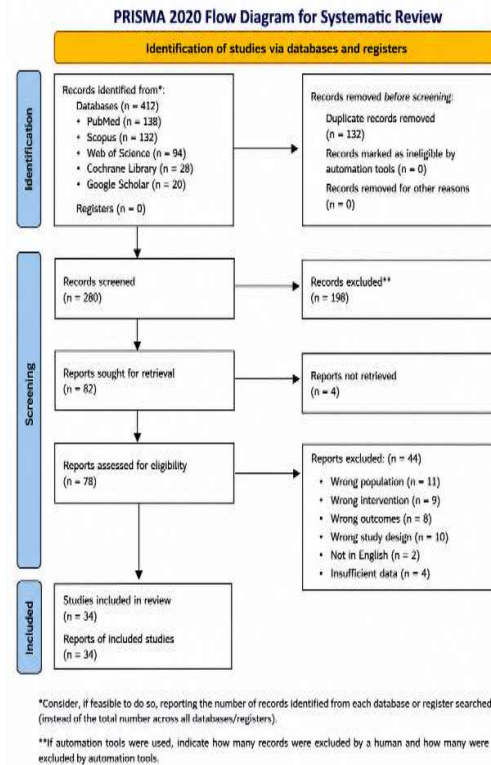 PRISMA 2020 Flow Diagram for Systematic Review
Identification of studies via databases and registers
Identification
Records identified from*:
Databases (n = 412)
• PubMed (n = 138)
• Scopus (n = 132)
• Web of Science (n = 94)
• Cochrane Library (n = 28)
• Google Scholar (n = 20)
Registers (n = 0)
Records removed before screening:
Duplicate records removed
(n = 132)
Records marked as ineligible by
automation tools (n = 0)
Records removed for other reasons
(n = 0)
Screening
Records screened
(n = 280)
Records excluded**
(n = 198)
Reports sought for retrieval
(n = 82)
Reports not retrieved
(n = 4)
Reports assessed for eligibility
(n = 78)
Reports excluded: (n = 44)
• Wrong population (n = 11)
• Wrong intervention (n = 9)
• Wrong outcomes (n = 8)
• Wrong study design (n = 10)
• Not in English (n = 2)
• Insufficient data (n = 4)
Included
Studies included in review
(n = 34)
Reports of included studies
(n = 34)
*Consider, if feasible to do so, reporting the number of records identified from each database or register searched
(instead of the total number across all databases/registers).
**If automation tools were used, indicate how many records were excluded by a human and how many were
excluded by automation tools.